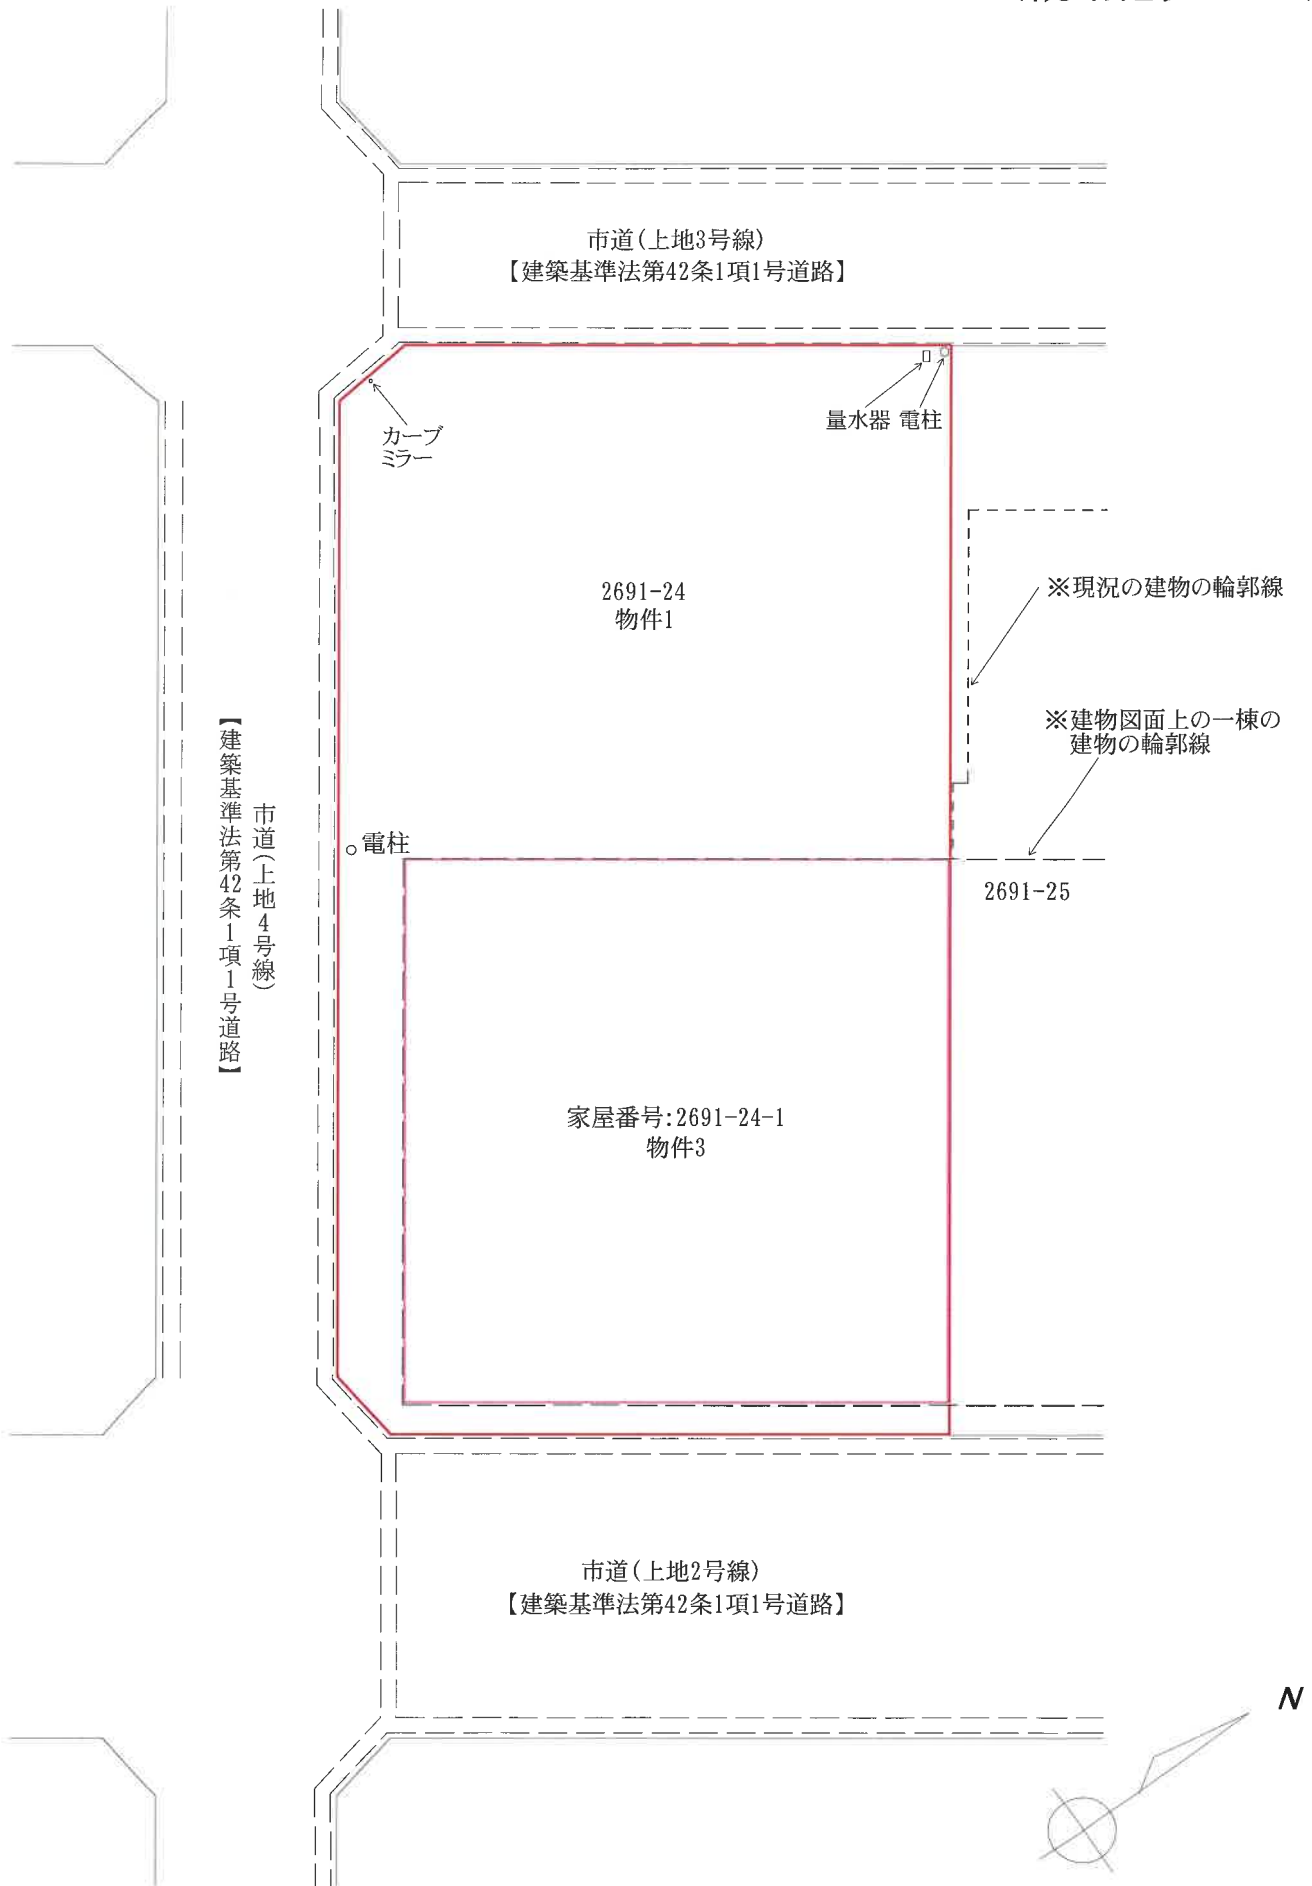 市道(上地3号線)
【建築基準法第42条1項1号道路】
量水器 電柱
カーブ
ミラー
2691-24
物件1
※現況の建物の輪郭線
※建物図面上の一棟の
建物の輪郭線
市道(上地4号線)
【建築基準法第42条1項1号道路】
電柱
2691-25
家屋番号:2691-24-1
物件3
市道(上地2号線)
【建築基準法第42条1項1号道路】
N